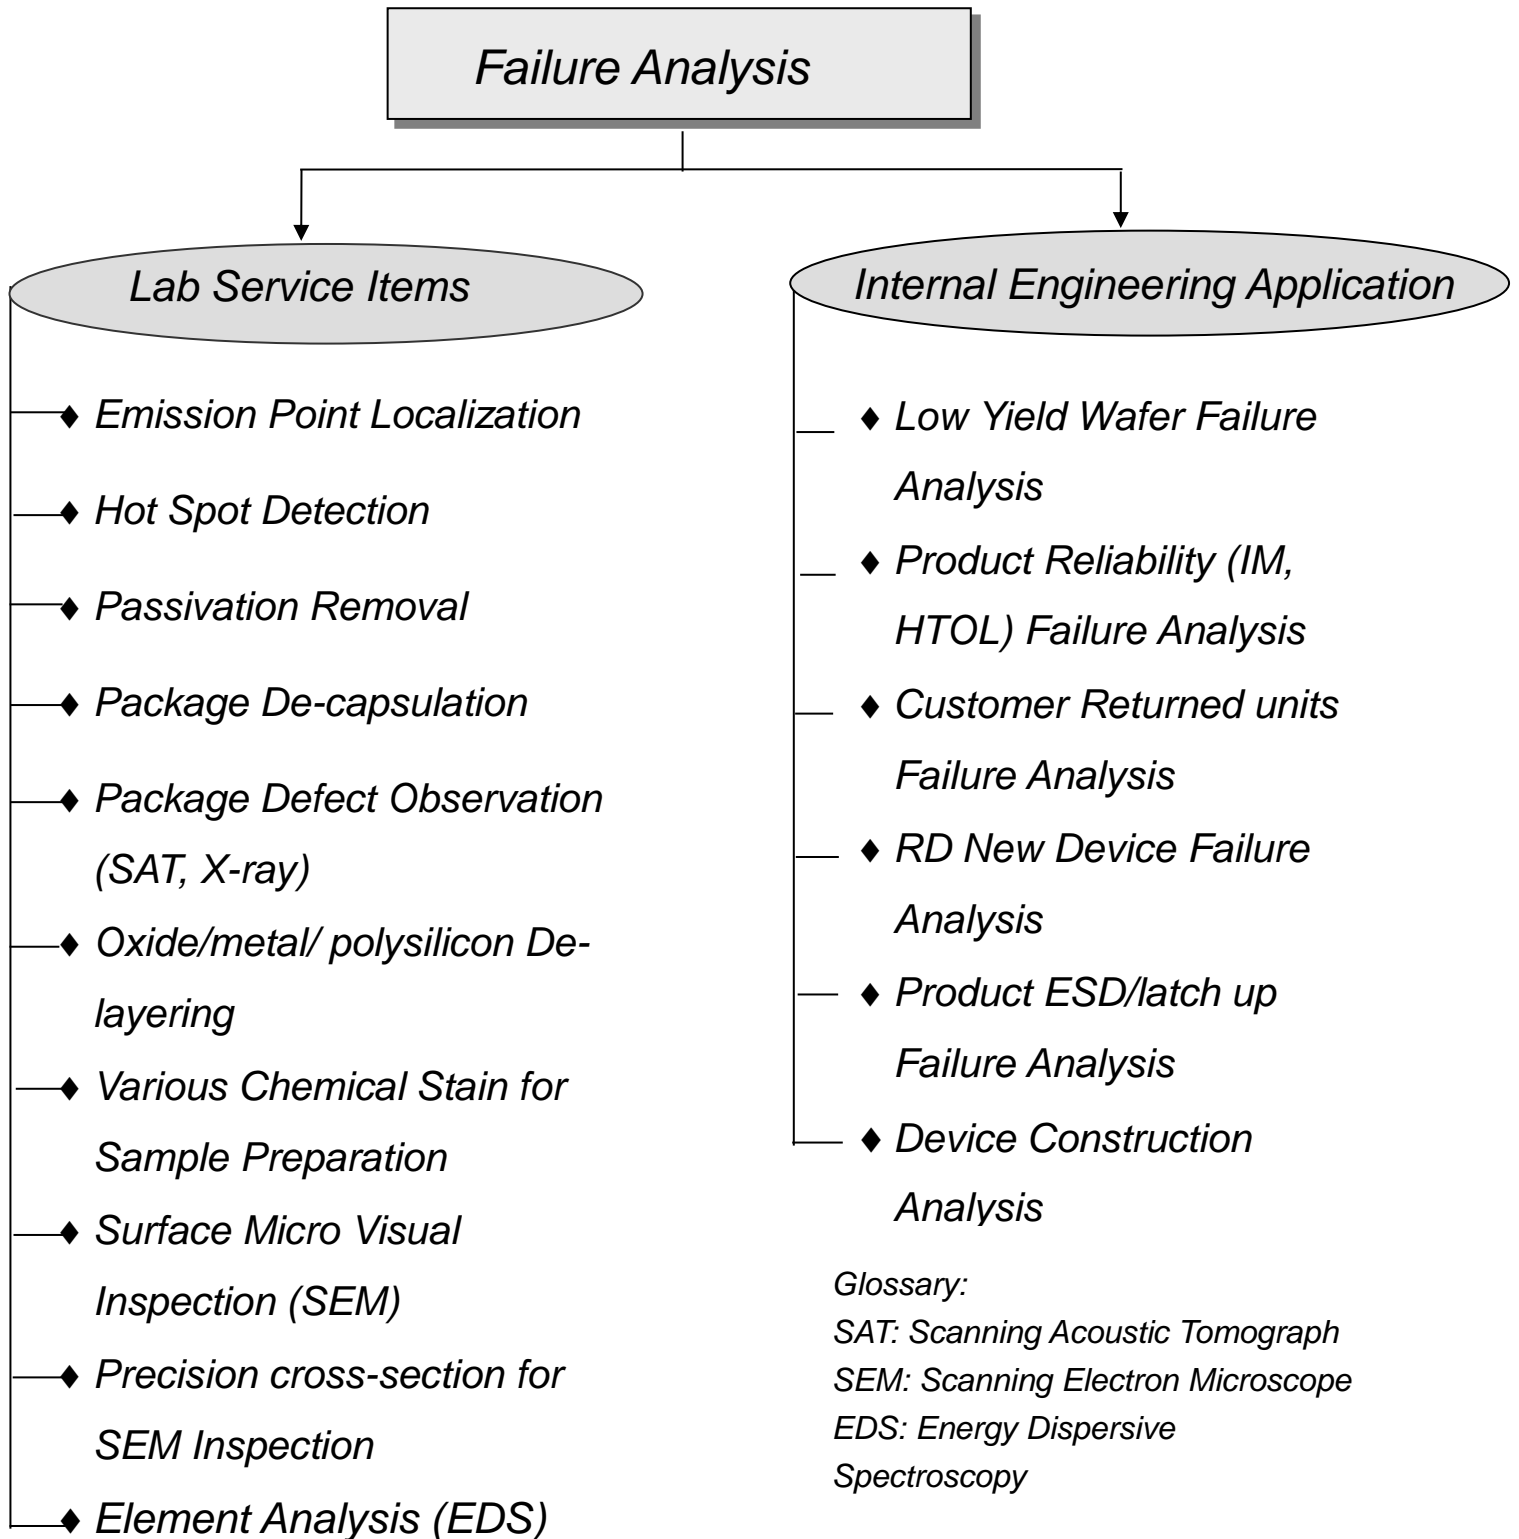 Failure Analysis
Lab Service Items
♦ Emission Point Localization
♦ Hot Spot Detection
♦ Passivation Removal
♦ Package De-capsulation
♦ Package Defect Observation
(SAT, X-ray)
♦ Oxide/metal/ polysilicon De-
layering
♦ Various Chemical Stain for
Sample Preparation
♦ Surface Micro Visual
Inspection (SEM)
♦ Precision cross-section for
SEM Inspection
♦ Element Analysis (EDS)
Internal Engineering Application
♦ Low Yield Wafer Failure
Analysis
♦ Product Reliability (IM,
HTOL) Failure Analysis
♦ Customer Returned units
Failure Analysis
♦ RD New Device Failure
Analysis
♦ Product ESD/latch up
Failure Analysis
♦ Device Construction
Analysis
Glossary:
SAT: Scanning Acoustic Tomograph
SEM: Scanning Electron Microscope
EDS: Energy Dispersive
Spectroscopy